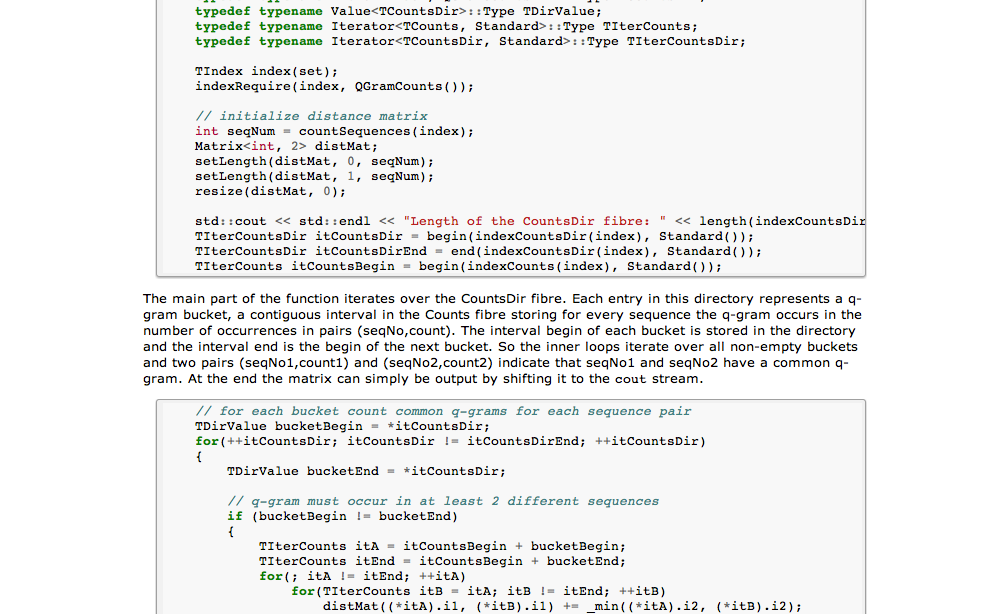 typedef typename Value<TCountsDir>::Type TDirValue;
typedef typename Iterator<TCounts, Standard>::Type TIterCounts;
typedef typename Iterator<TCountsDir, Standard>::Type TIterCountsDir;
TIndex index(set);
indexRequire(index, QGramCounts());
// initialize distance matrix
int seqNum = countSequences(index);
Matrix<int, 2> distMat;
setLength(distMat, 0, seqNum);
setLength(distMat, 1, seqNum);
resize(distMat, 0);
std::cout << std::endl << "Length of the CountsDir fibre: " << length(indexCountsDir
TIterCountsDir itCountsDir = begin(indexCountsDir(index), Standard());
TIterCountsDir itCountsDirEnd = end(indexCountsDir(index), Standard());
TIterCounts itCountsBegin = begin(indexCounts(index), Standard());
The main part of the function iterates over the CountsDir fibre. Each entry in this directory represents a q-
gram bucket, a contiguous interval in the Counts fibre storing for every sequence the q-gram occurs in the
number of occurrences in pairs (seqNo,count). The interval begin of each bucket is stored in the directory
and the interval end is the begin of the next bucket. So the inner loops iterate over all non-empty buckets
and two pairs (seqNo1,count1) and (seqNo2,count2) indicate that seqNo1 and seqNo2 have a common q-
gram. At the end the matrix can simply be output by shifting it to the cout stream.
// for each bucket count common q-grams for each sequence pair
TDirValue bucketBegin = *itCountsDir;
for(++itCountsDir; itCountsDir != itCountsDirEnd; ++itCountsDir)
{
TDirValue bucketEnd = *itCountsDir;
// q-gram must occur in at least 2 different sequences
if (bucketBegin != bucketEnd)
{
TIterCounts itA = itCountsBegin + bucketBegin;
TIterCounts itEnd = itCountsBegin + bucketEnd;
for(; itA != itEnd; ++itA)
for(TIterCounts itB = itA; itB != itEnd; ++itB)
distMat((*itA).i1, (*itB).i1) += _min((*itA).i2, (*itB).i2);